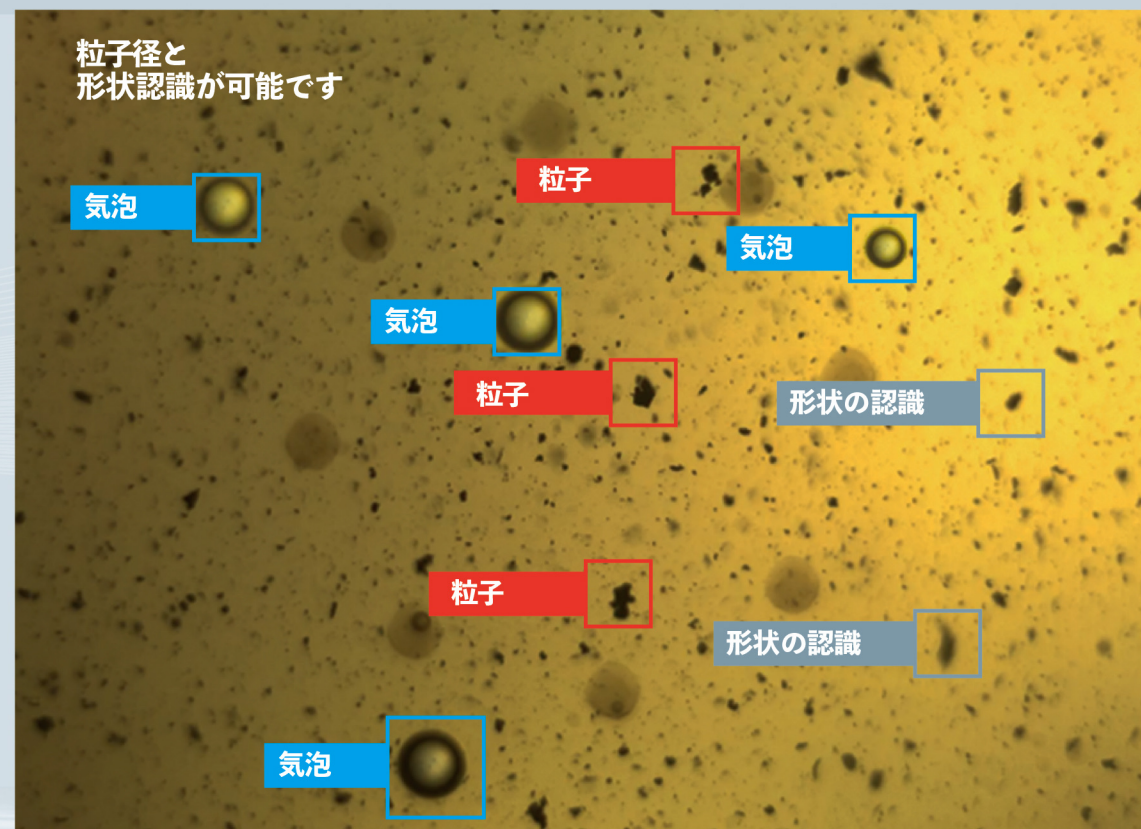 粒子径と
形状認識が可能です
粒子
気泡
気泡
気泡
粒子
形状の認識
粒子
形状の認識
気泡